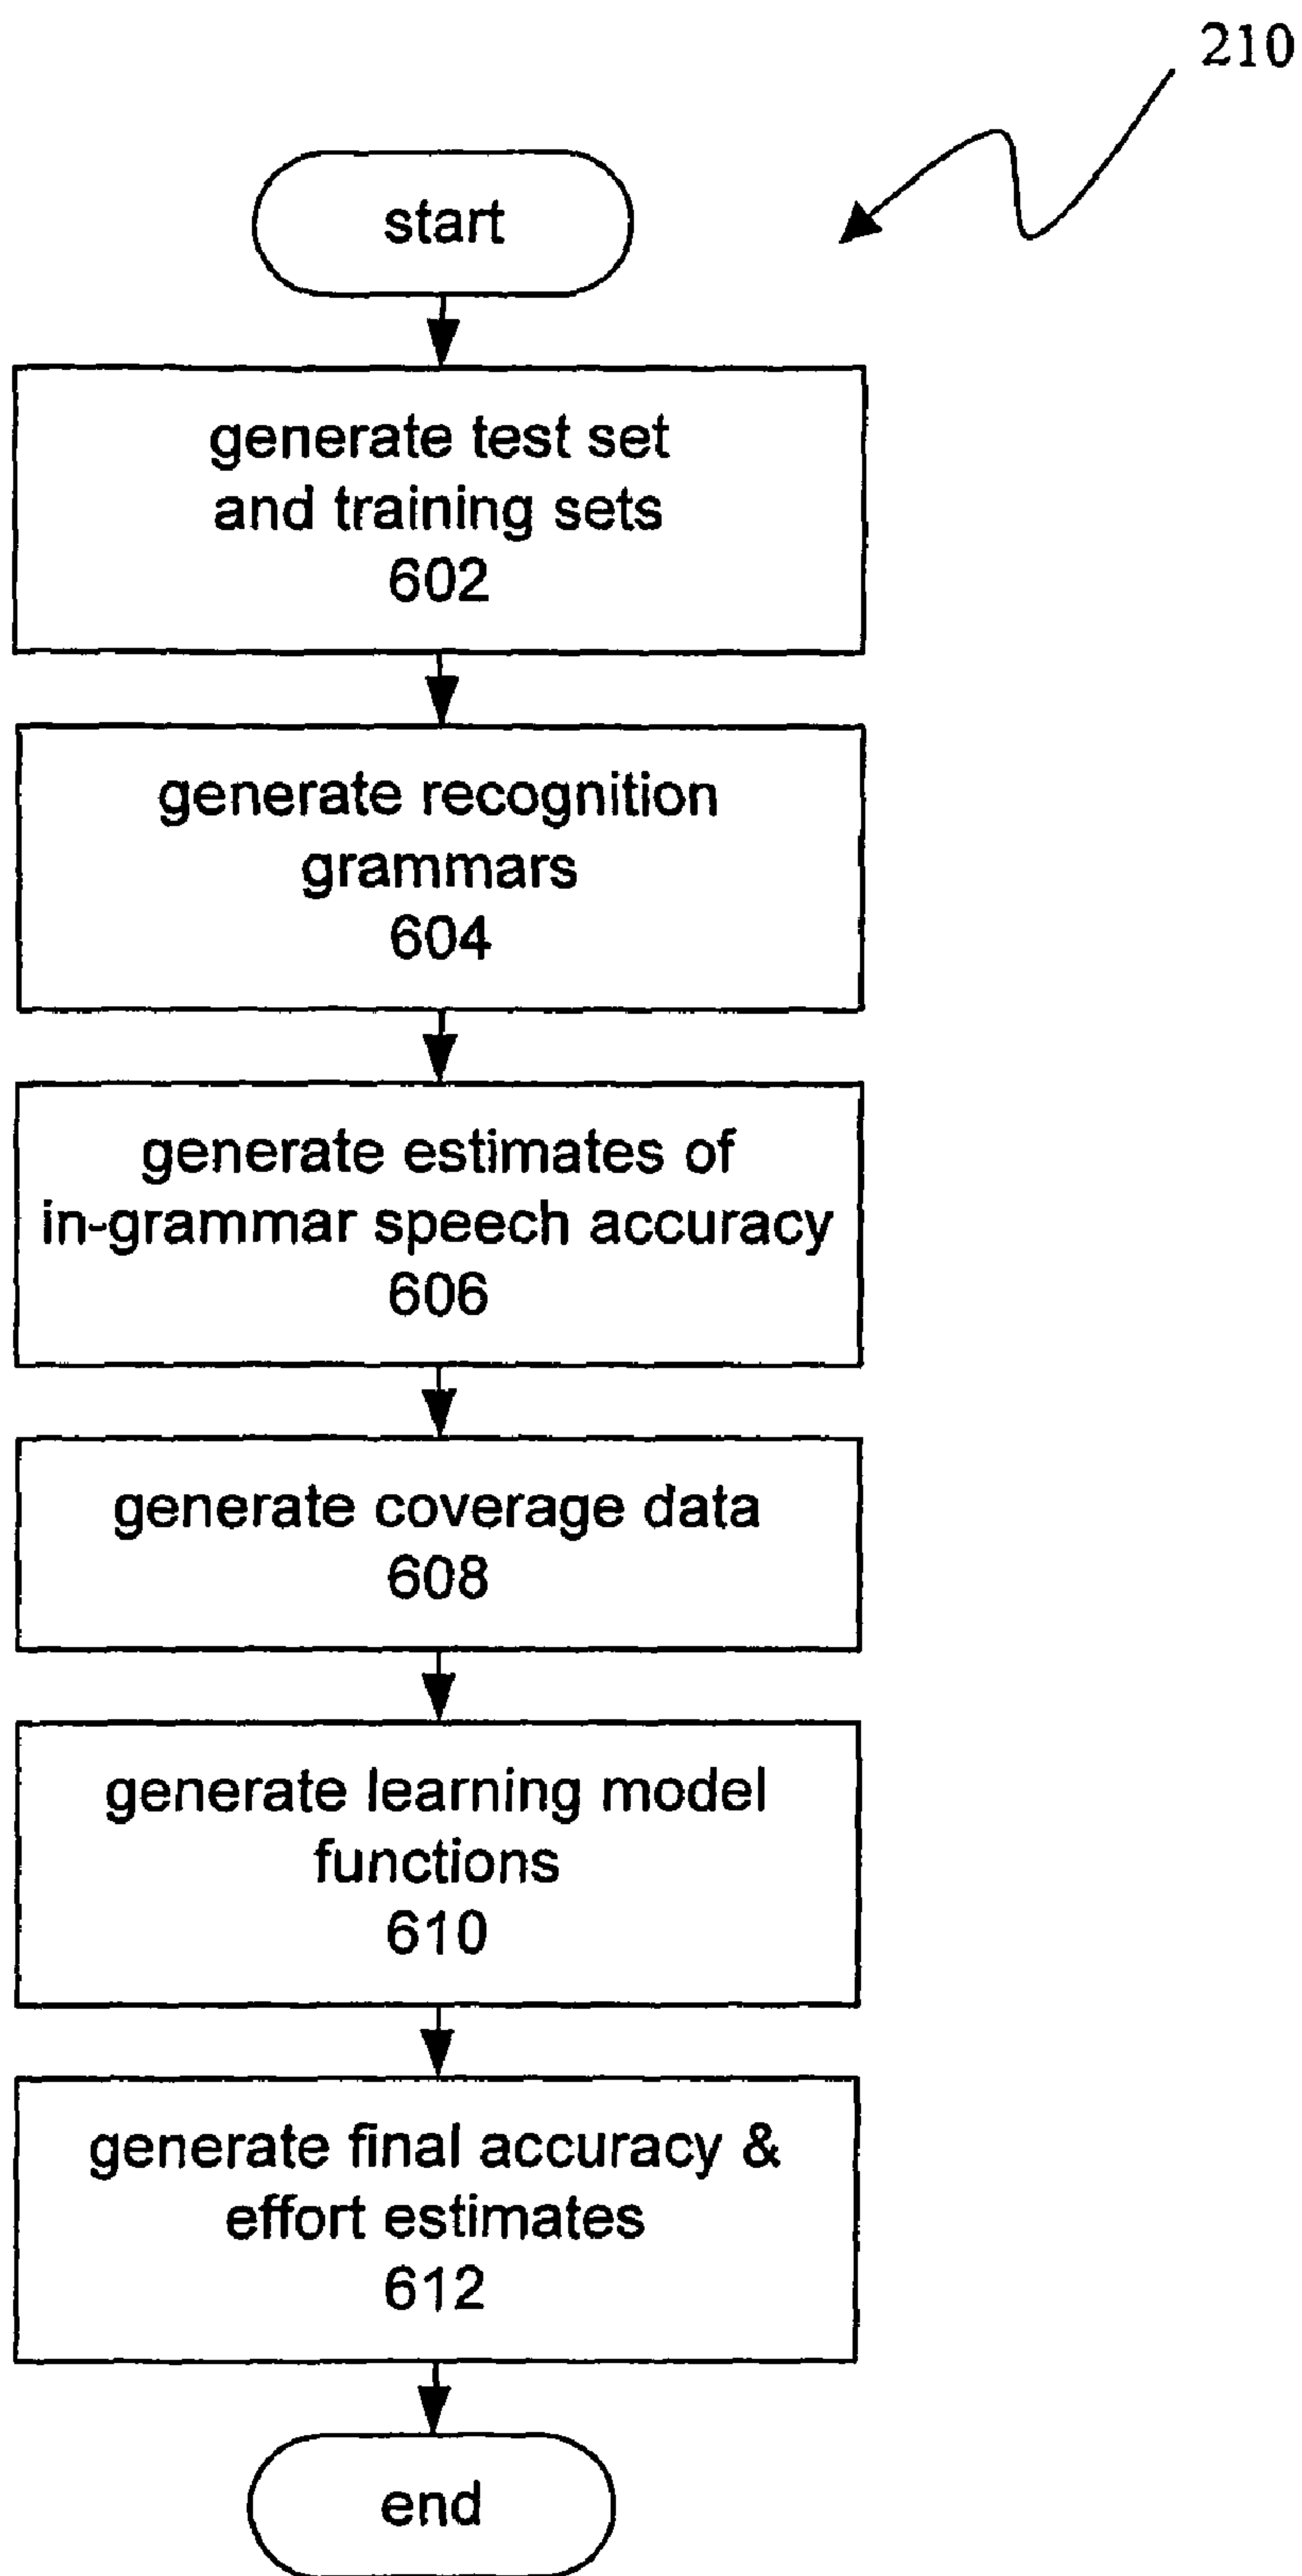 210
start
generate test set
and training sets
602
generate recognition
grammars
604
generate estimates of
in-grammar speech accuracy
606
generate coverage data
608
generate learning model
functions
610
generate final accuracy &
effort estimates
612
end